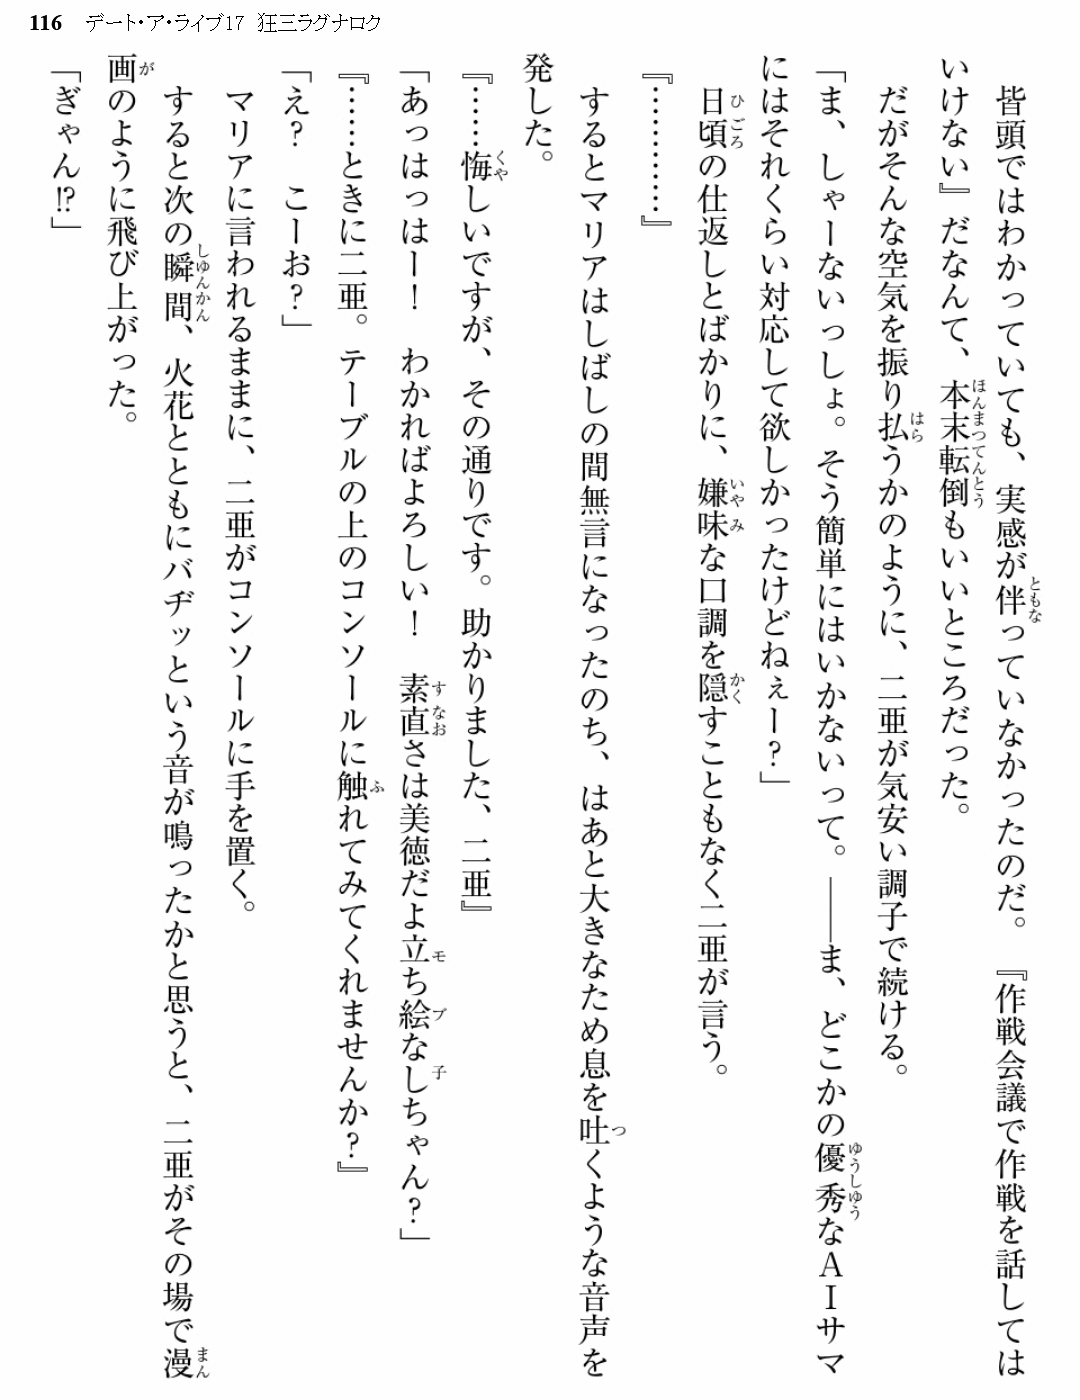 116 デート・ア・ライブ17 狂三ラグナロク
皆頭ではわかっていても、実感が伴っていなかったのだ。『作戦会議で作戦を話しては
いけない』だなんて、本末転倒もいいところだった。
だがそんな空気を振り払うかのように、二亜が気安い調子で続ける。
「ま、しゃーないっしょ。そう簡単にはいかないって。――ま、どこかの優秀なAIサマ
にはそれくらい対応して欲しかったけどねぇー?」
日頃の仕返しとばかりに、嫌味な口調を隠すこともなく二亜が言う。
『…………』
するとマリアはしばしの間無言になったのち、はあと大きなため息を吐くような音声を
発した。
『……悔しいですが、その通りです。助かりました、二亜』
「あっはっはー! わかればよろしい! 素直さは美徳だよ立ち絵なしちゃん?」
『……ときに二亜。テーブルの上のコンソールに触れてみてくれませんか?』
「え? こーお?」
マリアに言われるままに、二亜がコンソールに手を置く。
すると次の瞬間、火花とともにバヂッという音が鳴ったかと思うと、二亜がその場で漫
画のように飛び上がった。
「ぎゃん!?」